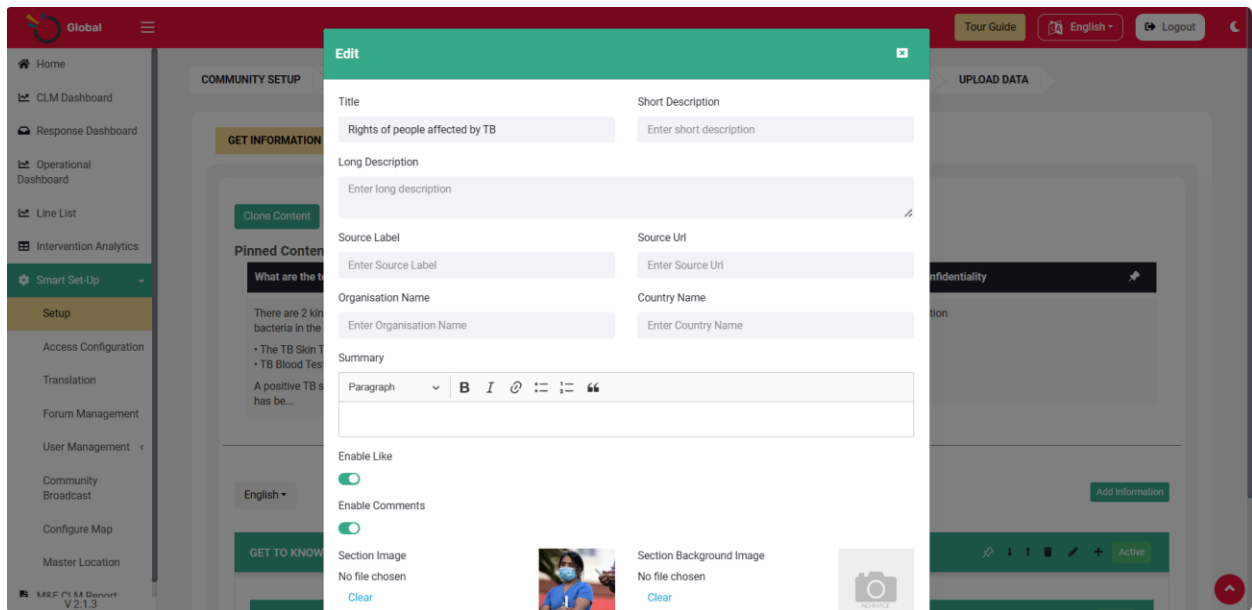 Global
Tour Guide
English
Logout
Home
CLM Dashboard
Response Dashboard
Operational
Dashboard
Line List
Intervention Analytics
Smart Set-Up
Setup
Access Configuration
Translation
Forum Management
User Management
Community
Broadcast
Configure Map
Master Location
M&E CLM Report
V 2.1.3
COMMUNITY SETUP
UPLOAD DATA
GET INFORMATION
Clone Content
Pinned Conten
What are the t
nfidentiality
There are 2 kin
bacteria in the
• The TB Skin T
• TB Blood Tes
A positive TB s
has be...
tion
English
Add Information
GET TO KNOW
Active
Edit
Title
Short Description
Rights of people affected by TB
Enter short description
Long Description
Enter long description
Source Label
Source Url
Enter Source Label
Enter Source Url
Organisation Name
Country Name
Enter Organisation Name
Enter Country Name
Summary
Paragraph
B I
Enable Like
Enable Comments
Section Image
Section Background Image
No file chosen
No file chosen
Clear
Clear
NO IMAGE